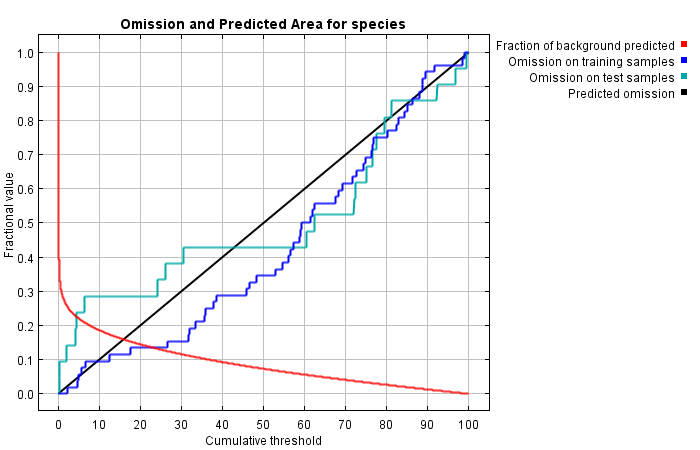 Omission and Predicted Area for species
Fraction of background predicted
Omission on training samples
Omission on test samples
Predicted omission
Fractional value
1.0
0.9
0.8
0.7
0.6
0.5
0.4
0.3
0.2
0.1
0.0
0 10 20 30 40 50 60 70 80 90 100
Cumulative threshold